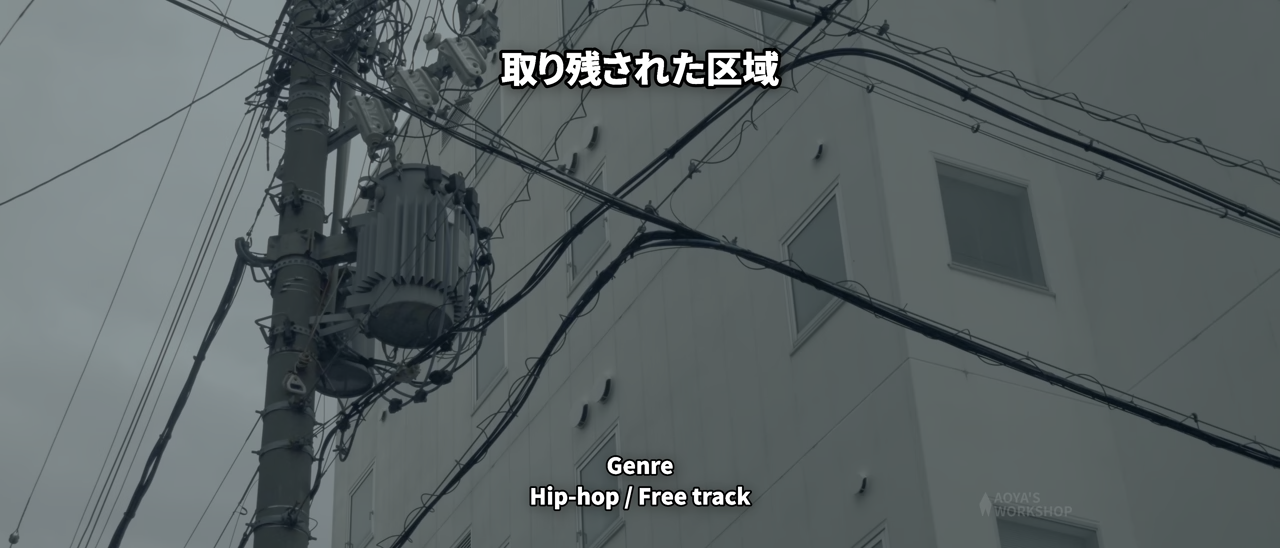 取り残された区域
Genre
Hip-hop / Free track
AOYA'S
WORKSHOP